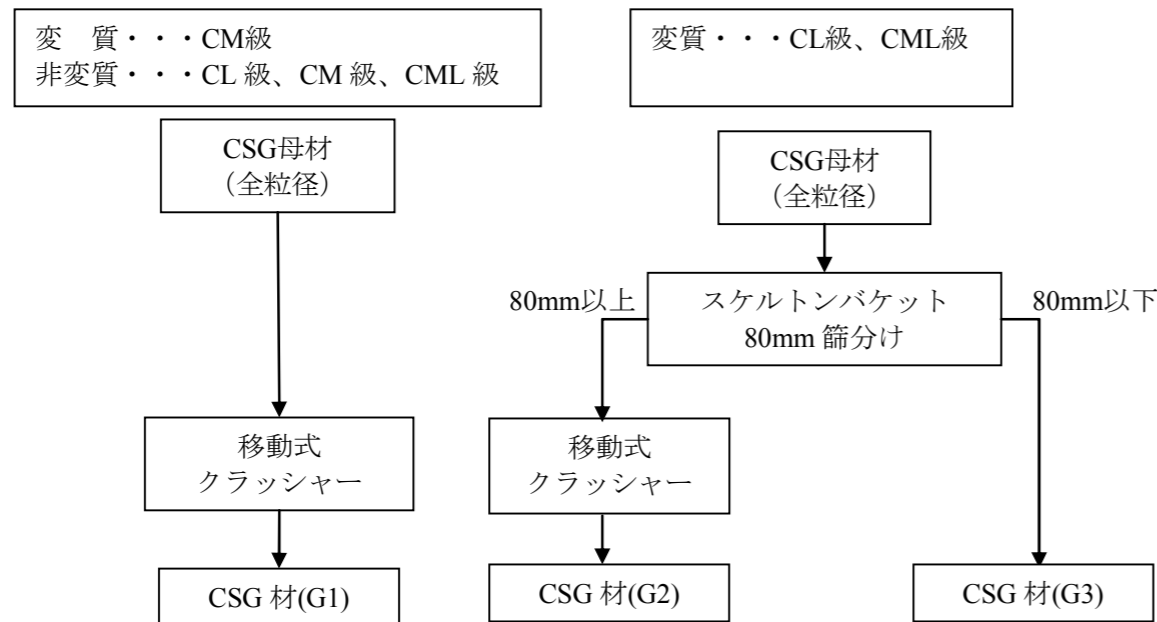 変　質・・・CM級
非変質・・・CL 級、CM 級、CML 級
変質・・・CL級、CML級
CSG母材
（全粒径）
CSG母材
（全粒径）
80mm以上
スケルトンバケット
80mm 篩分け
80mm以下
移動式
クラッシャー
移動式
クラッシャー
CSG 材(G1)
CSG 材(G2)
CSG 材(G3)